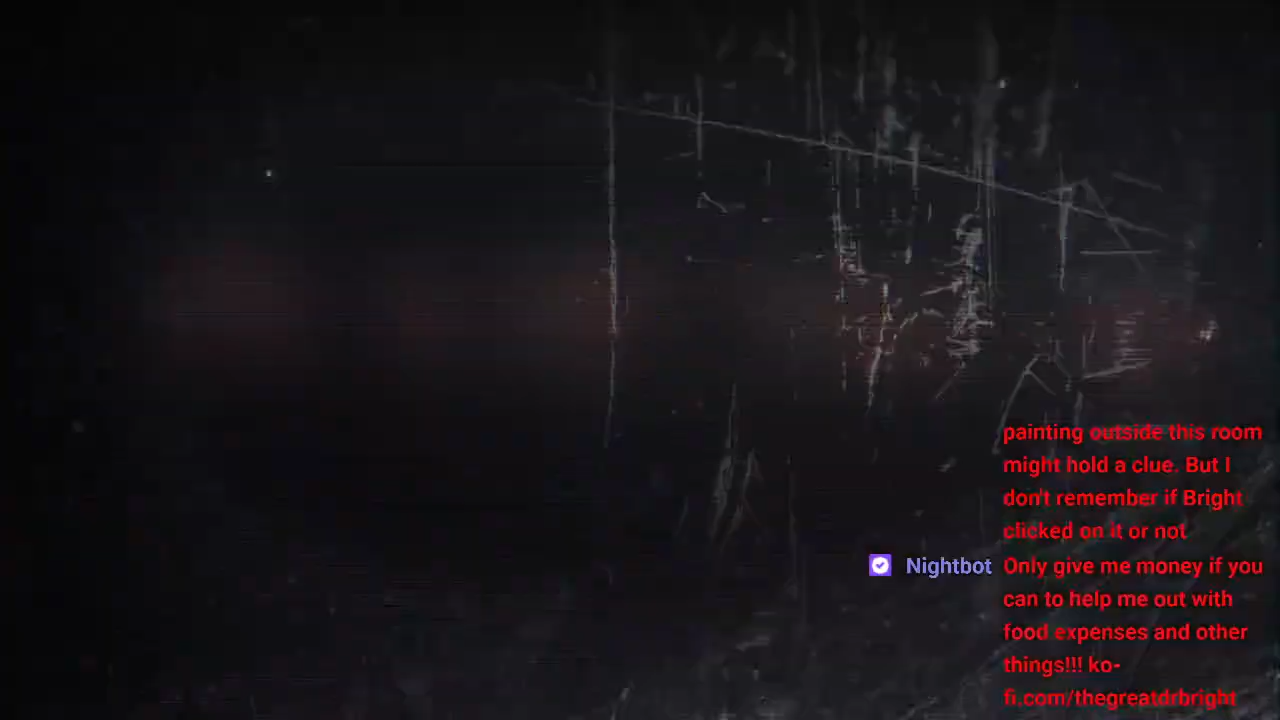 painting outside this room
might hold a clue. But I
don't remember if Bright
clicked on it or not
Nightbot Only give me money if you
can to help me out with
food expenses and other
things!!! ko-
fi.com/thegreatdrbright